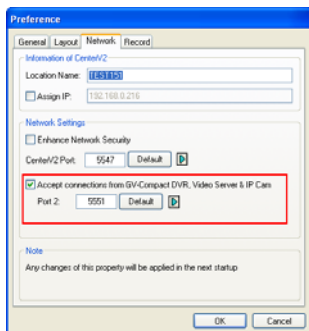 Preference
General Layout Network Record
Information of CenterV2
Location Name: TEST151
Assign IP: 192.168.0.216
Network Settings
Enhance Network Security
CenterV2 Port: 5547 Default
Accept connections from GV-Compact DVR, Video Server & IP Cam
Port 2: 5551 Default
Note
Any changes of this property will be applied in the next startup
OK Cancel